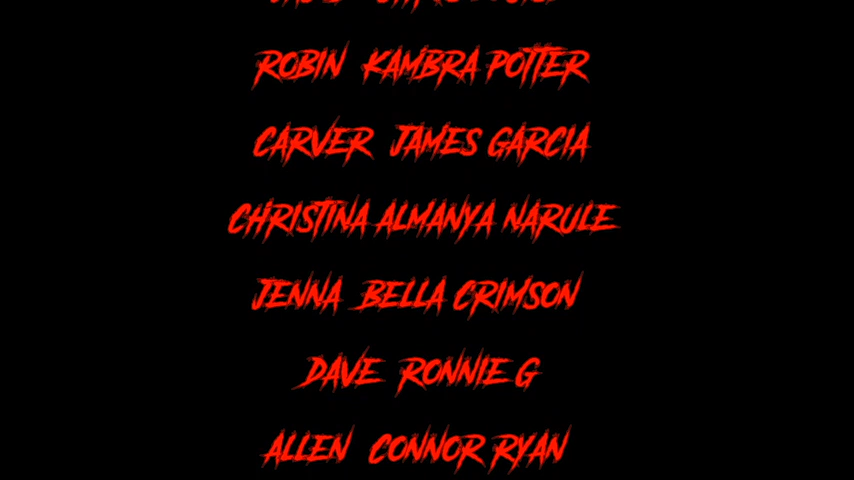 ROBIN KAMBRA POTTER
CARVER JAMES GARCIA
CHRISTINA ALMANYA NARULE
JENNA BELLA CRIMSON
DAVE RONNIE G
ALLEN CONNOR RYAN